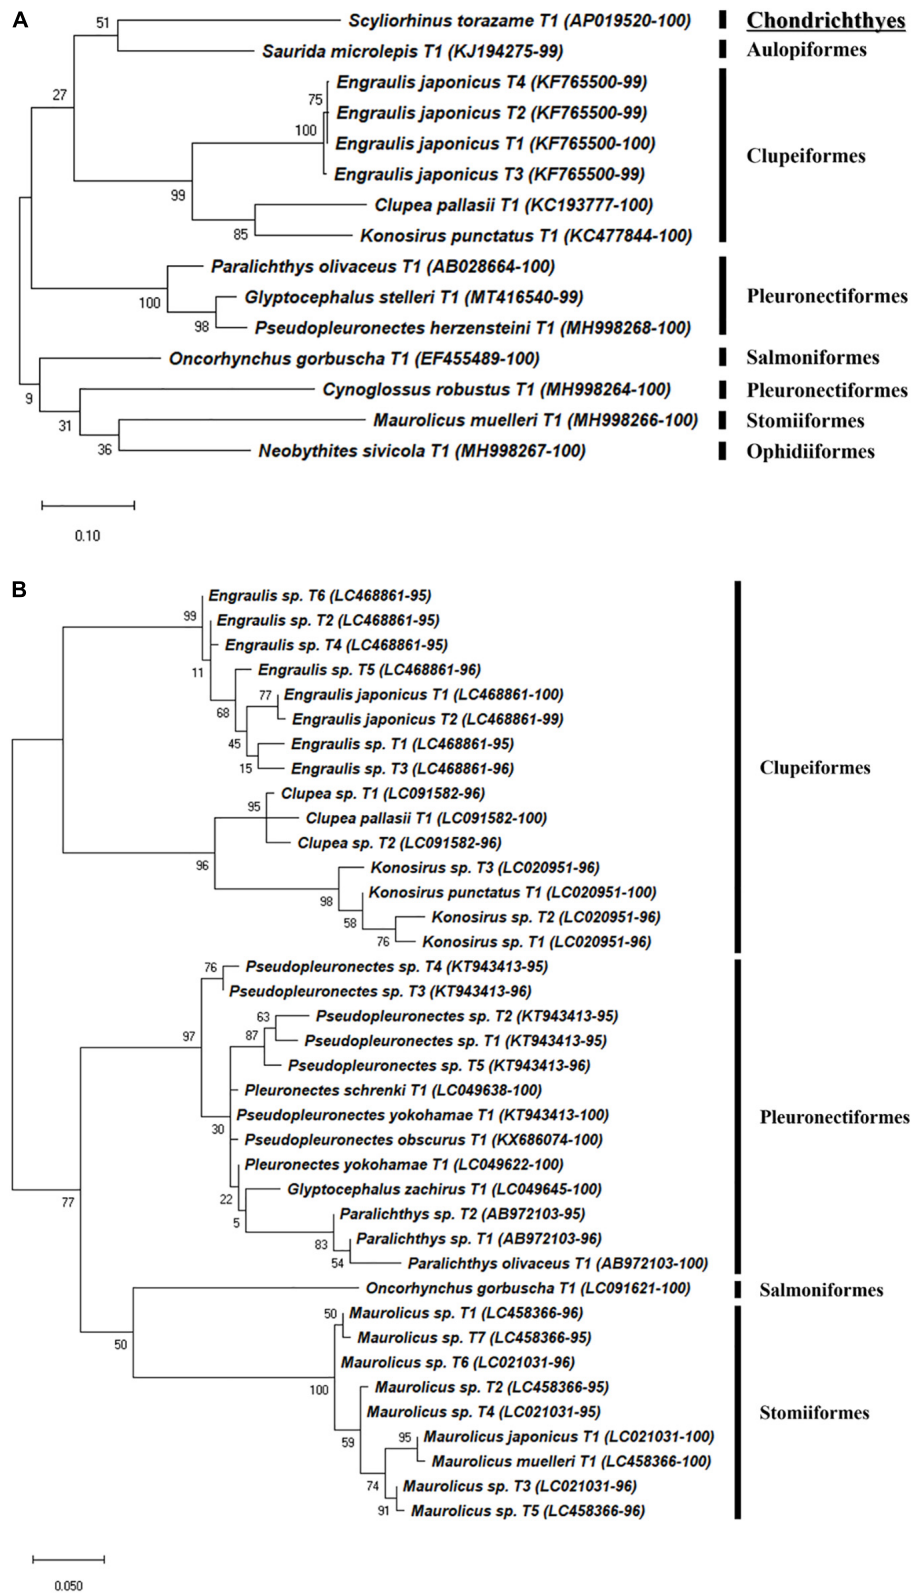 A
51
Scyliorhinus torazame T1 (AP019520-100)
Chondrichthyes
Saurida microlepis T1 (KJ194275-99)
Aulopiformes
27
Engraulis japonicus T4 (KF765500-99)
75
Engraulis japonicus T2 (KF765500-99)
100
Engraulis japonicus T1 (KF765500-100)
Clupeiformes
Engraulis japonicus T3 (KF765500-99)
99
Clupea pallasii T1 (KC193777-100)
85
Konosirus punctatus T1 (KC477844-100)
Paralichthys olivaceus T1 (AB028664-100)
100
Glyptocephalus stelleri T1 (MT416540-99)
Pleuronectiformes
98
Pseudopleuronectes herzensteini T1 (MH998268-100)
Oncorhynchus gorbuscha T1 (EF455489-100)
Salmoniformes
9
Cynoglossus robustus T1 (MH998264-100)
Pleuronectiformes
31
Maurolicus muelleri T1 (MH998266-100)
Stomiiformes
36
Neobythites sivicola T1 (MH998267-100)
Ophidiiformes
0.10
B
Engraulis sp. T6 (LC468861-95)
99
Engraulis sp. T2 (LC468861-95)
Engraulis sp. T4 (LC468861-95)
11
Engraulis sp. T5 (LC468861-96)
77
Engraulis japonicus T1 (LC468861-100)
68
Engraulis japonicus T2 (LC468861-99)
45
Engraulis sp. T1 (LC468861-95)
15
Engraulis sp. T3 (LC468861-96)
Clupeiformes
Clupea sp. T1 (LC091582-96)
95
Clupea pallasii T1 (LC091582-100)
Clupea sp. T2 (LC091582-96)
96
Konosirus sp. T3 (LC020951-96)
98
Konosirus punctatus T1 (LC020951-100)
58
Konosirus sp. T2 (LC020951-96)
76
Konosirus sp. T1 (LC020951-96)
76
Pseudopleuronectes sp. T4 (KT943413-95)
Pseudopleuronectes sp. T3 (KT943413-96)
63
Pseudopleuronectes sp. T2 (KT943413-95)
97
87
Pseudopleuronectes sp. T1 (KT943413-95)
Pseudopleuronectes sp. T5 (KT943413-96)
Pleuronectes schrenki T1 (LC049638-100)
Pseudopleuronectes yokohamae T1 (KT943413-100)
Pleuronectiformes
30
Pseudopleuronectes obscurus T1 (KX686074-100)
Pleuronectes yokohamae T1 (LC049622-100)
22
Glyptocephalus zachirus T1 (LC049645-100)
77
5
Paralichthys sp. T2 (AB972103-95)
83
Paralichthys sp. T1 (AB972103-96)
54
Paralichthys olivaceus T1 (AB972103-100)
Oncorhynchus gorbuscha T1 (LC091621-100)
Salmoniformes
50
Maurolicus sp. T1 (LC458366-96)
50
Maurolicus sp. T7 (LC458366-95)
Maurolicus sp. T6 (LC021031-96)
100
Maurolicus sp. T2 (LC458366-95)
Maurolicus sp. T4 (LC021031-95)
Stomiiformes
59
95
Maurolicus japonicus T1 (LC021031-100)
Maurolicus muelleri T1 (LC458366-100)
74
Maurolicus sp. T3 (LC021031-96)
91
Maurolicus sp. T5 (LC458366-96)
0.050